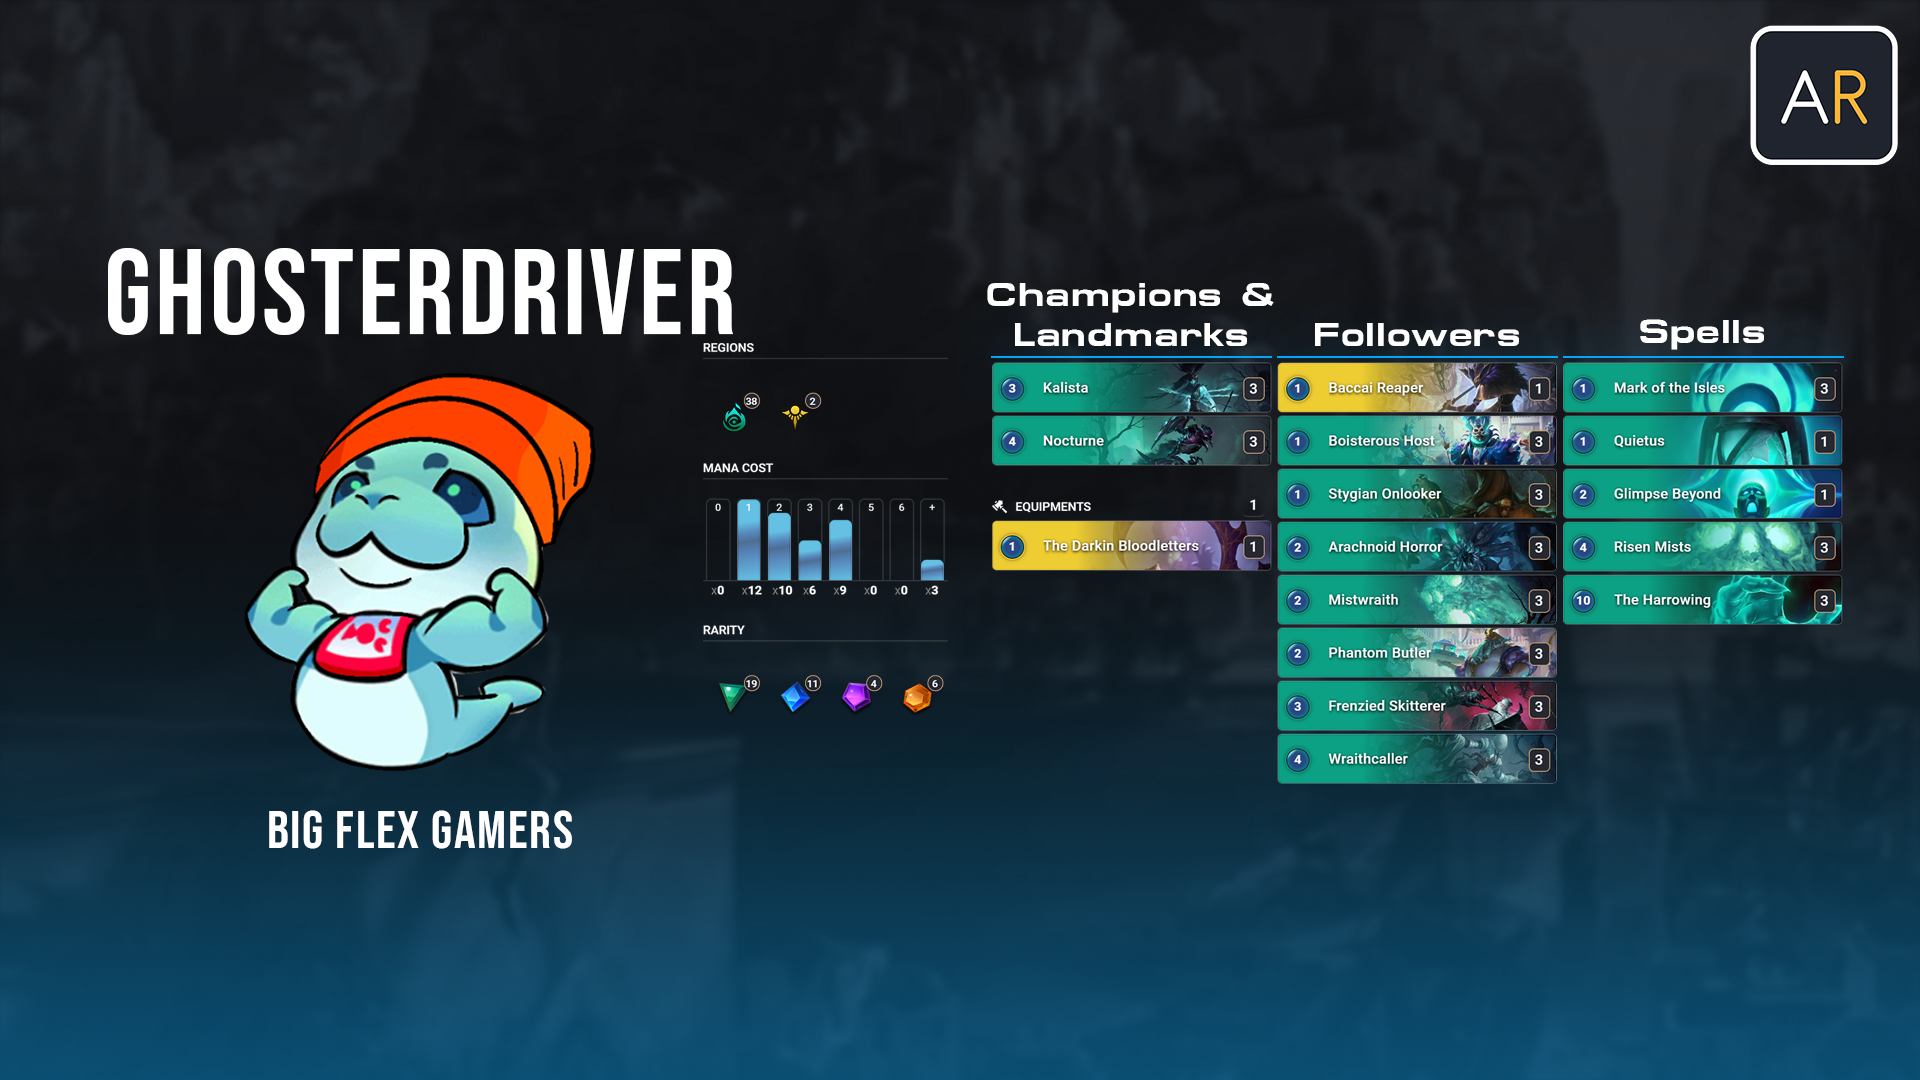 AR
GHOSTERDRIVER
BIG FLEX GAMERS
REGIONS
38 2
MANA COST
0 1 2 3 4 5 6 +
x0 x12 x10 x6 x9 x0 x0 x3
RARITY
19 11 4 6
Champions &
Landmarks
3 Kalista 3
4 Nocturne 3
EQUIPMENTS 1
1 The Darkin Bloodletters 1
Followers
1 Baccai Reaper 1
1 Boisterous Host 3
1 Stygian Onlooker 3
2 Arachnoid Horror 3
2 Mistwraith 3
2 Phantom Butler 3
3 Frenzied Skitterer 3
4 Wraithcaller 3
Spells
1 Mark of the Isles 3
1 Quietus 1
2 Glimpse Beyond 1
4 Risen Mists 3
10 The Harrowing 3